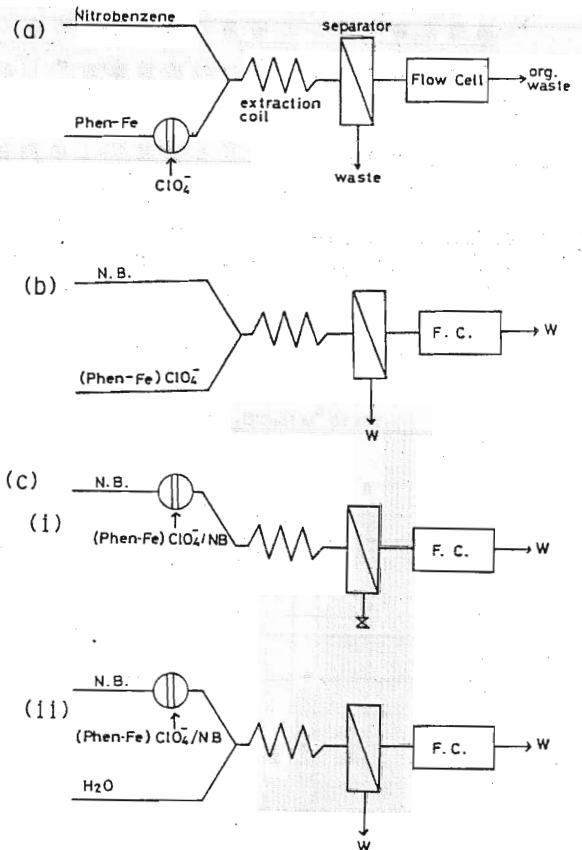 (a)
Nitrobenzene
separator
Flow Cell
org.
waste
extraction
coil
Phen-Fe
ClO4−
waste
(b)
N.B.
F. C.
W
(Phen-Fe) ClO4−
W
(c)
(i)
N.B.
(Phen-Fe) ClO4−/NB
F. C.
W
(ii)
N.B.
(Phen-Fe) ClO4−/NB
F. C.
W
H2O
W